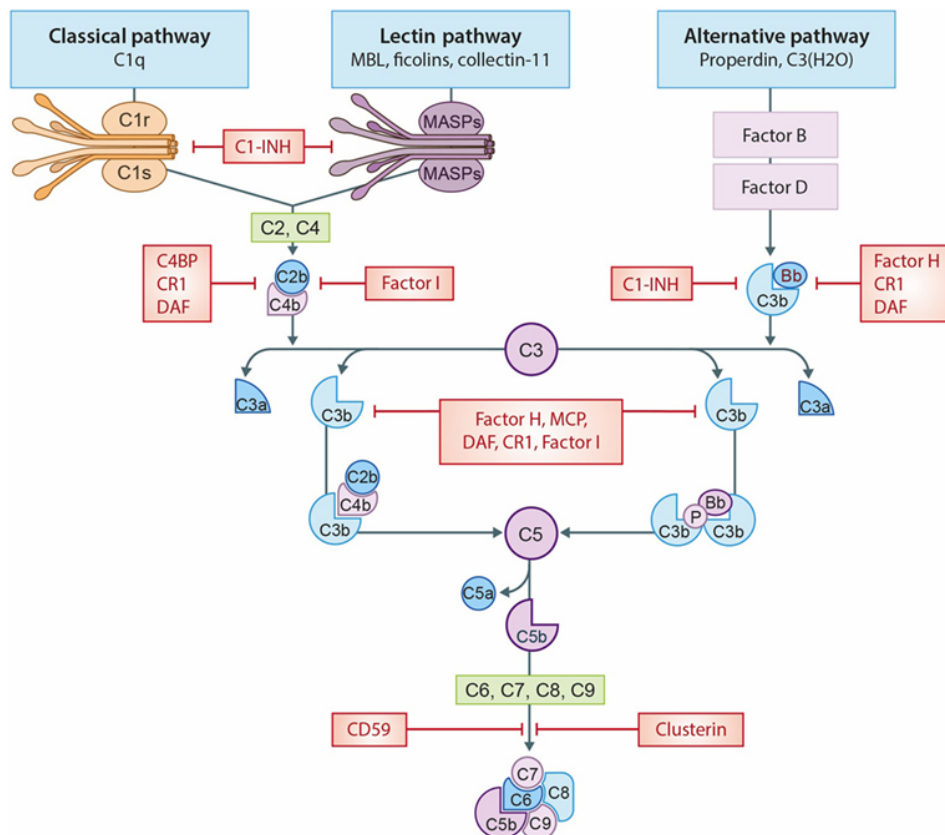 Classical pathway
C1q
Lectin pathway
MBL, ficolins, collectin-11
Alternative pathway
Properdin, C3(H2O)
C1r
C1s
C1-INH
MASPs
MASPs
Factor B
Factor D
C2, C4
C4BP
CR1
DAF
C2b
C4b
Factor I
C1-INH
Bb
C3b
Factor H
CR1
DAF
C3
C3a
C3b
Factor H, MCP,
DAF, CR1, Factor I
C3b
C3a
C2b
C4b
C3b
C5
Bb
P
C3b
C3b
C5a
C5b
C6, C7, C8, C9
CD59
Clusterin
C7
C6
C8
C5b
C9